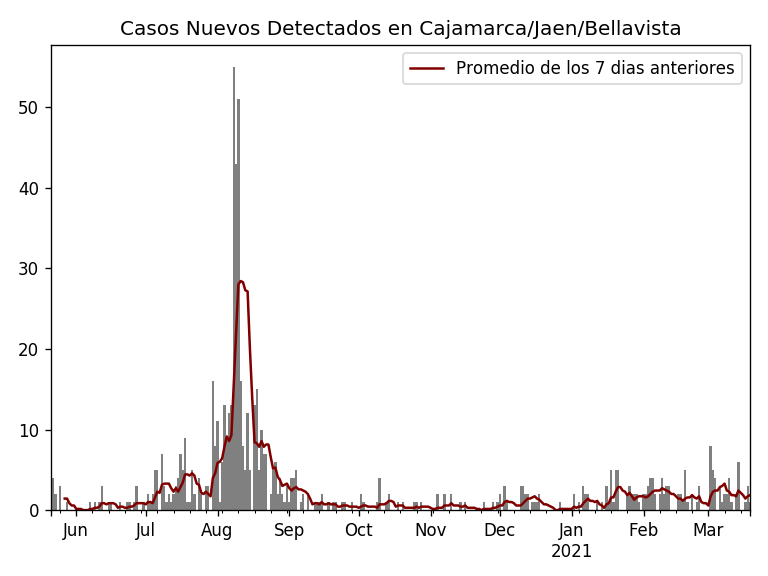 Casos Nuevos Detectados en Cajamarca/Jaen/Bellavista
Promedio de los 7 dias anteriores
50
40
30
20
10
0
Jun Jul Aug Sep Oct Nov Dec Jan Feb Mar
2021